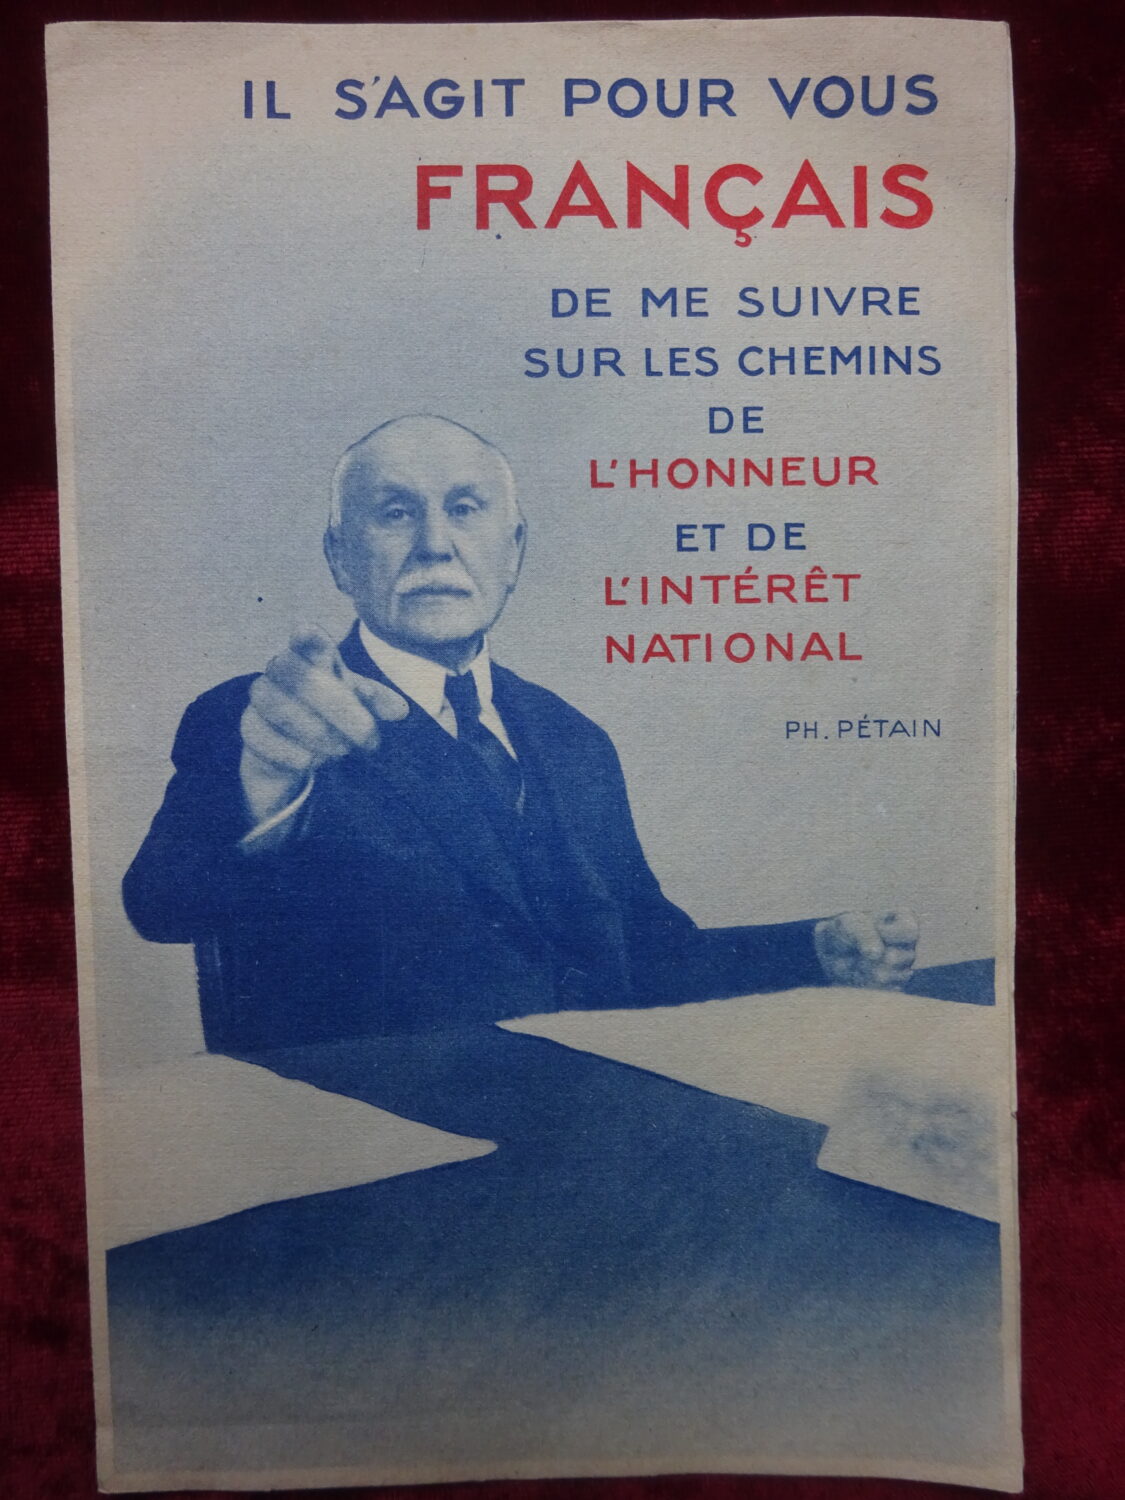 IL S'AGIT POUR VOUS
FRANÇAIS
DE ME SUIVRE
SUR LES CHEMINS
DE
L'HONNEUR
ET DE
L'INTÉRÊT
NATIONAL
PH. PÉTAIN